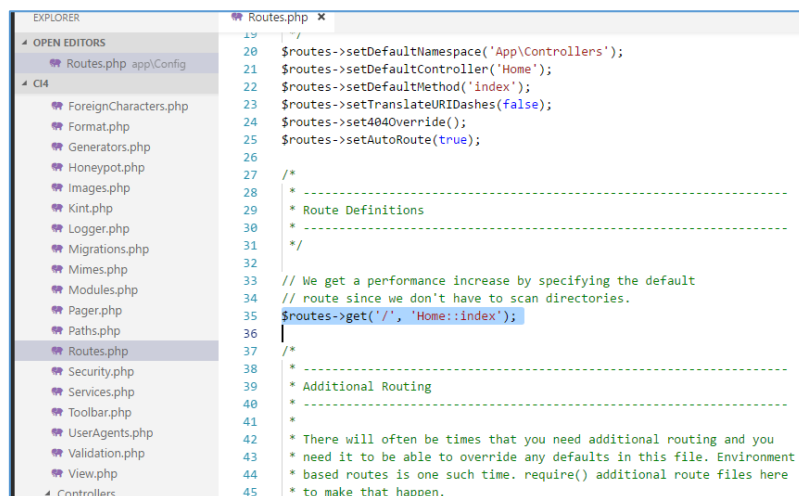 EXPLORER
OPEN EDITORS
Routes.php app\Config
CI4
ForeignCharacters.php
Format.php
Generators.php
Honeypot.php
Images.php
Kint.php
Logger.php
Migrations.php
Mimes.php
Modules.php
Pager.php
Paths.php
Routes.php
Security.php
Services.php
Toolbar.php
UserAgents.php
Validation.php
View.php
Controllers
Routes.php ×
19 */
20 $routes->setDefaultNamespace('App\Controllers');
21 $routes->setDefaultController('Home');
22 $routes->setDefaultMethod('index');
23 $routes->setTranslateURIDashes(false);
24 $routes->set404Override();
25 $routes->setAutoRoute(true);
26
27 /*
28 * --------------------------------------------------------------------
29 * Route Definitions
30 * --------------------------------------------------------------------
31 */
32
33 // We get a performance increase by specifying the default
34 // route since we don't have to scan directories.
35 $routes->get('/', 'Home::index');
36
37 /*
38 * --------------------------------------------------------------------
39 * Additional Routing
40 * --------------------------------------------------------------------
41 *
42 * There will often be times that you need additional routing and you
43 * need it to be able to override any defaults in this file. Environment
44 * based routes is one such time. require() additional route files here
45 * to make that happen.